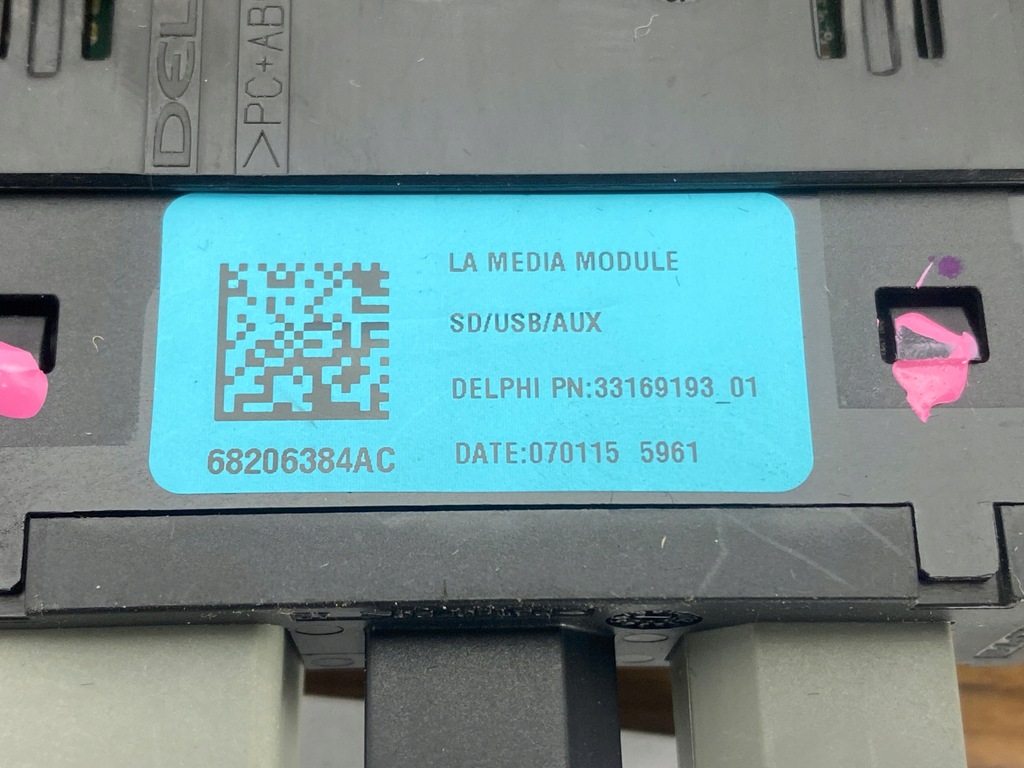 DEL
>PC+AB
LA MEDIA MODULE
SD/USB/AUX
DELPHI PN:33169193_01
68206384AC
DATE:070115 5961